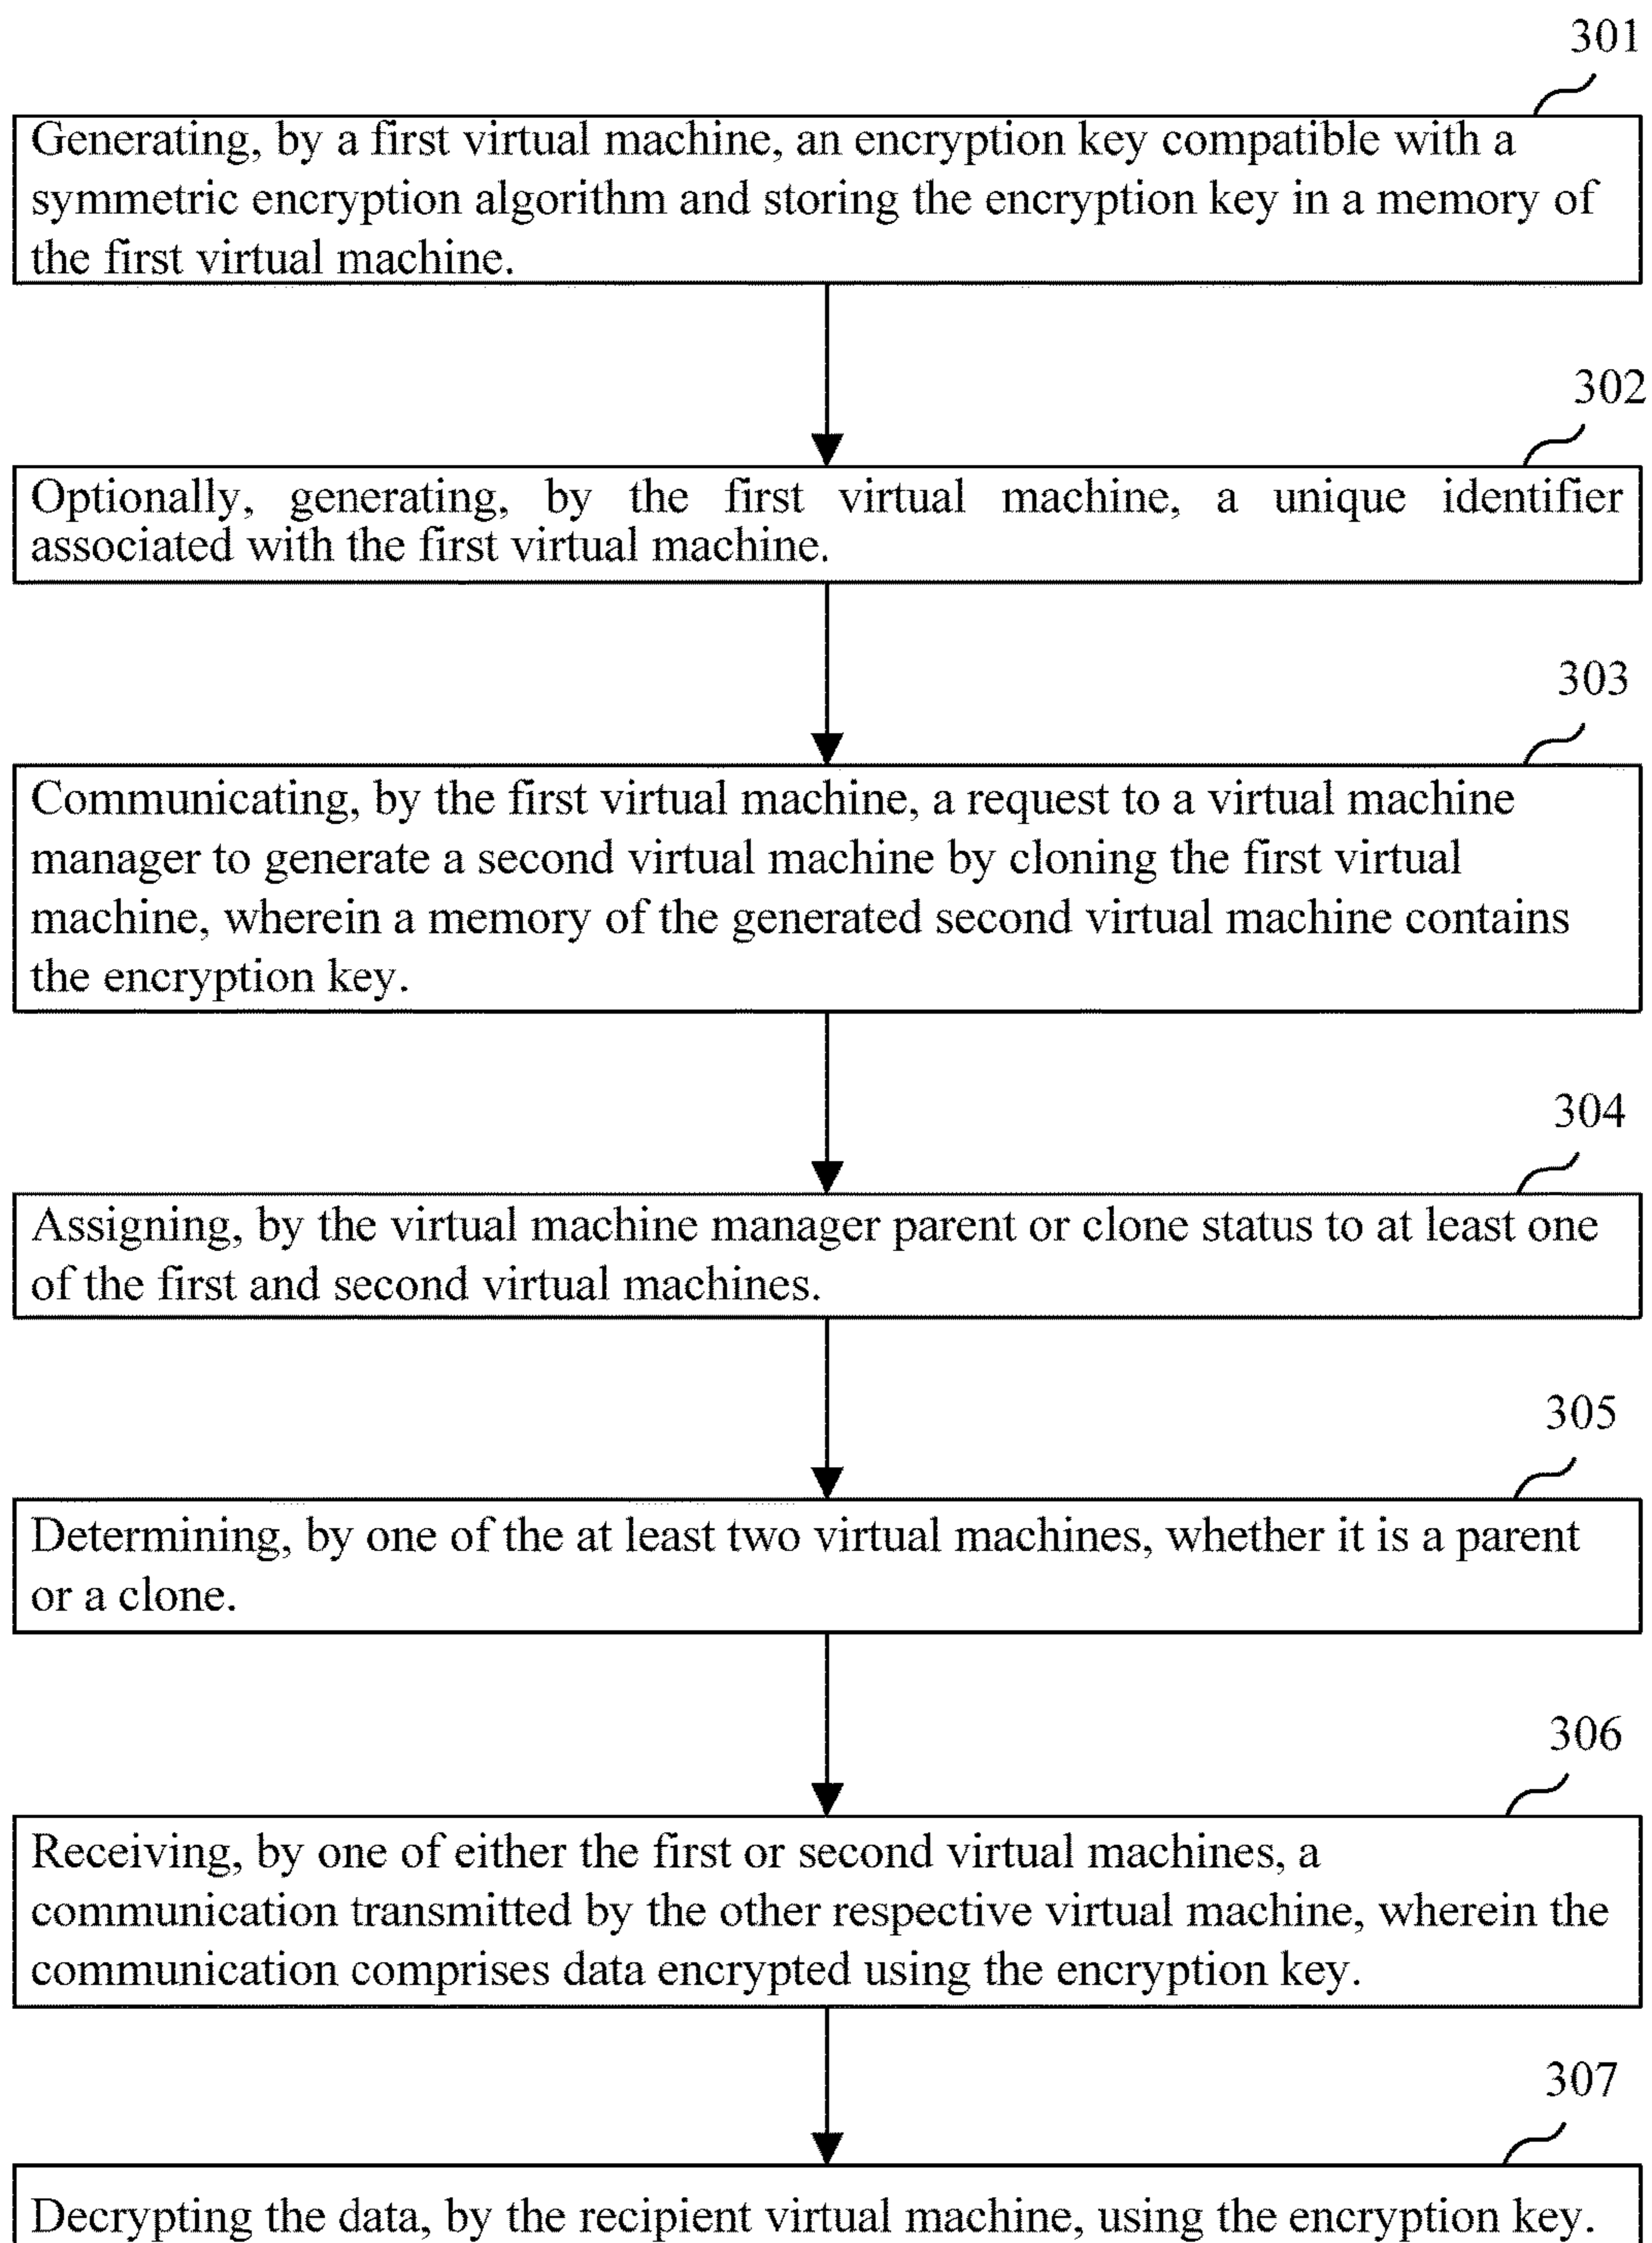 301
Generating, by a first virtual machine, an encryption key compatible with a
symmetric encryption algorithm and storing the encryption key in a memory of
the first virtual machine.
302
Optionally, generating, by the first virtual machine, a unique identifier
associated with the first virtual machine.
303
Communicating, by the first virtual machine, a request to a virtual machine
manager to generate a second virtual machine by cloning the first virtual
machine, wherein a memory of the generated second virtual machine contains
the encryption key.
304
Assigning, by the virtual machine manager parent or clone status to at least one
of the first and second virtual machines.
305
Determining, by one of the at least two virtual machines, whether it is a parent
or a clone.
306
Receiving, by one of either the first or second virtual machines, a
communication transmitted by the other respective virtual machine, wherein the
communication comprises data encrypted using the encryption key.
307
Decrypting the data, by the recipient virtual machine, using the encryption key.